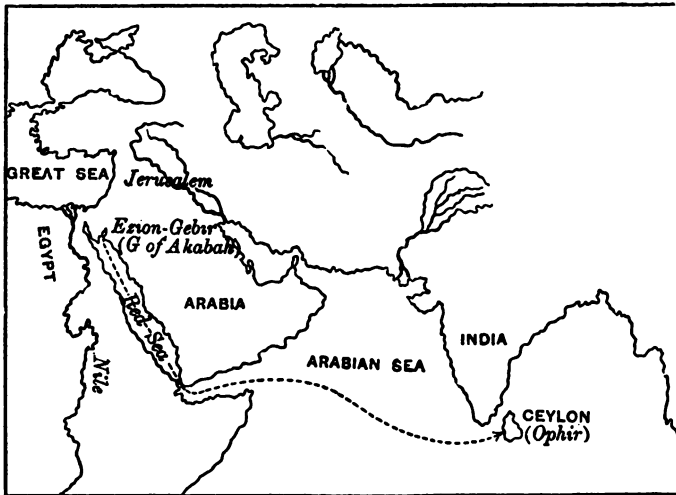 GREAT SEA
Jerusalem
Ezion-Gebir
(G of Akabah)
EGYPT
Red Sea
ARABIA
Nile
ARABIAN SEA
INDIA
CEYLON
(Ophir)